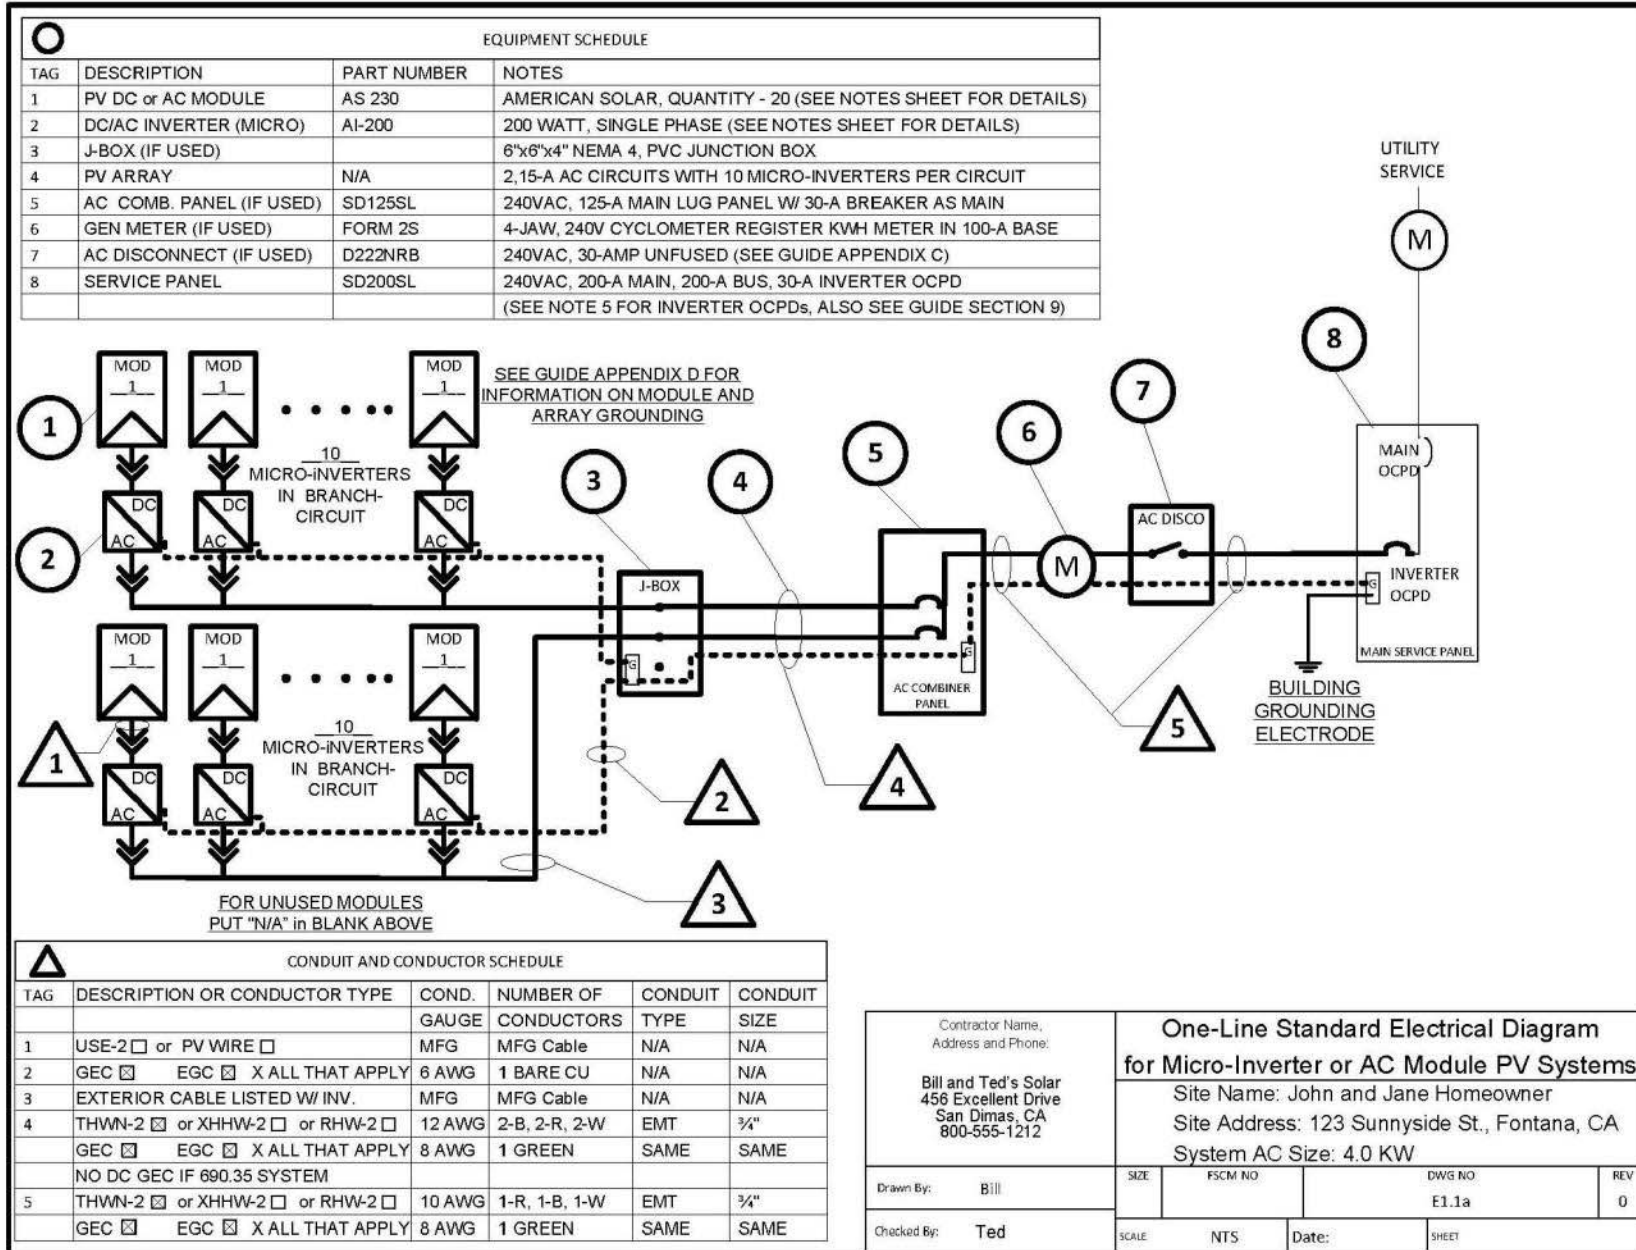 EQUIPMENT SCHEDULE
TAG DESCRIPTION PART NUMBER NOTES
1 PV DC or AC MODULE AS 230 AMERICAN SOLAR, QUANTITY - 20 (SEE NOTES SHEET FOR DETAILS)
2 DC/AC INVERTER (MICRO) AI-200 200 WATT, SINGLE PHASE (SEE NOTES SHEET FOR DETAILS)
3 J-BOX (IF USED) 6"x6"x4" NEMA 4, PVC JUNCTION BOX
4 PV ARRAY N/A 2,15-A AC CIRCUITS WITH 10 MICRO-INVERTERS PER CIRCUIT
5 AC COMB. PANEL (IF USED) SD125SL 240VAC, 125-A MAIN LUG PANEL W/ 30-A BREAKER AS MAIN
6 GEN METER (IF USED) FORM 2S 4-JAW, 240V CYCLOMETER REGISTER KWH METER IN 100-A BASE
7 AC DISCONNECT (IF USED) D222NRB 240VAC, 30-AMP UNFUSED (SEE GUIDE APPENDIX C)
8 SERVICE PANEL SD200SL 240VAC, 200-A MAIN, 200-A BUS, 30-A INVERTER OCPD
(SEE NOTE 5 FOR INVERTER OCPDs, ALSO SEE GUIDE SECTION 9)
UTILITY
SERVICE
M
8
MOD MOD MOD
1 1 1
SEE GUIDE APPENDIX D FOR
INFORMATION ON MODULE AND
ARRAY GROUNDING
1
10
MICRO-iNVERTERS
IN BRANCH-
CIRCUIT
DC DC DC
AC AC AC
2
3
4
5
6
7
J-BOX
G
AC COMBINER
PANEL
G
M
AC DISCO
MAIN
OCPD
G
INVERTER
OCPD
MAIN SERVICE PANEL
BUILDING
GROUNDING
ELECTRODE
MOD MOD MOD
1 1 1
10
MICRO-iNVERTERS
IN BRANCH-
CIRCUIT
DC DC DC
AC AC AC
1
2
3
4
5
FOR UNUSED MODULES
PUT "N/A" in BLANK ABOVE
CONDUIT AND CONDUCTOR SCHEDULE
TAG DESCRIPTION OR CONDUCTOR TYPE COND. NUMBER OF CONDUIT CONDUIT
GAUGE CONDUCTORS TYPE SIZE
1 USE-2 ☐ or PV WIRE ☐ MFG MFG Cable N/A N/A
2 GEC ☒ EGC ☒ X ALL THAT APPLY 6 AWG 1 BARE CU N/A N/A
3 EXTERIOR CABLE LISTED W/ INV. MFG MFG Cable N/A N/A
4 THWN-2 ☒ or XHHW-2 ☐ or RHW-2 ☐ 12 AWG 2-B, 2-R, 2-W EMT ¾"
GEC ☒ EGC ☒ X ALL THAT APPLY 8 AWG 1 GREEN SAME SAME
NO DC GEC IF 690.35 SYSTEM
5 THWN-2 ☒ or XHHW-2 ☐ or RHW-2 ☐ 10 AWG 1-R, 1-B, 1-W EMT ¾"
GEC ☒ EGC ☒ X ALL THAT APPLY 8 AWG 1 GREEN SAME SAME
Contractor Name,
Address and Phone:
Bill and Ted's Solar
456 Excellent Drive
San Dimas, CA
800-555-1212
Drawn By: Bill
Checked By: Ted
One-Line Standard Electrical Diagram
for Micro-Inverter or AC Module PV Systems
Site Name: John and Jane Homeowner
Site Address: 123 Sunnyside St., Fontana, CA
System AC Size: 4.0 KW
SIZE FSCM NO DWG NO REV
E1.1a 0
SCALE NTS Date: SHEET